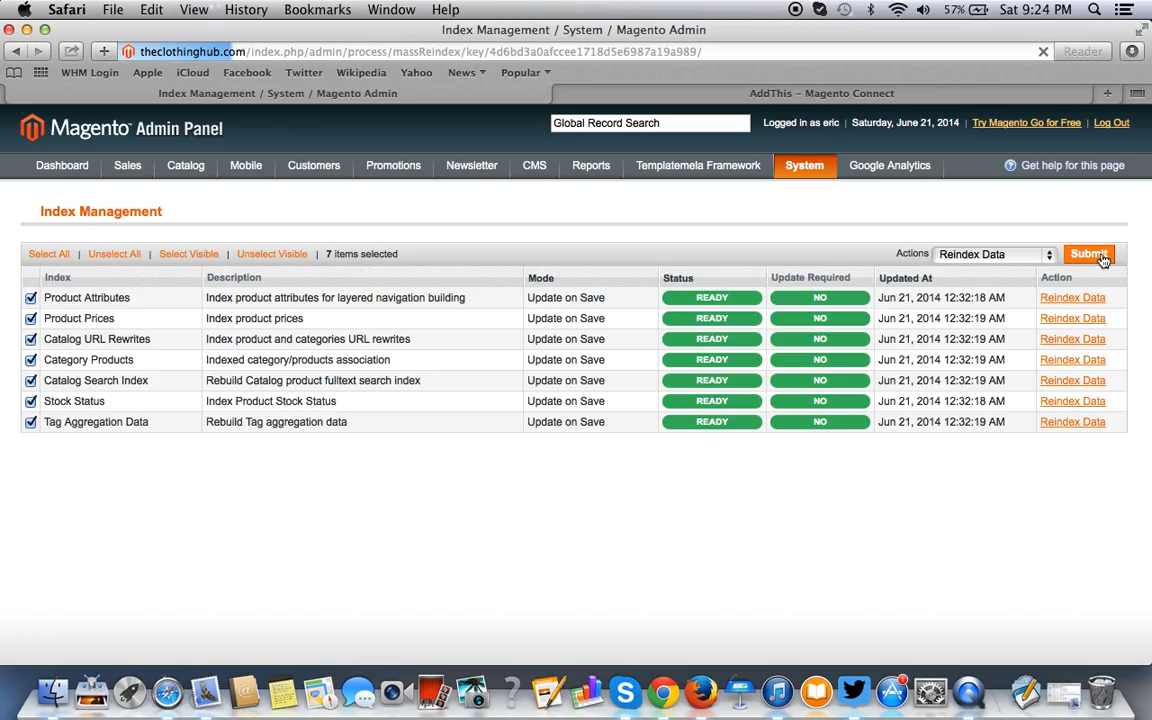 Safari File Edit View History Bookmarks Window Help 57% Sat 9:24 PM
Index Management / System / Magento Admin
theclothinghub.com/index.php/admin/process/massReindex/key/4d6bd3a0afccee1718d5e6987a19a989/ Reader
WHM Login Apple iCloud Facebook Twitter Wikipedia Yahoo News Popular
Index Management / System / Magento Admin AddThis - Magento Connect
Magento Admin Panel Global Record Search Logged in as eric | Saturday, June 21, 2014 | Try Magento Go for Free | Log Out
Dashboard Sales Catalog Mobile Customers Promotions Newsletter CMS Reports Templatemela Framework System Google Analytics Get help for this page
Index Management
Select All | Unselect All | Select Visible | Unselect Visible | 7 items selected Actions Reindex Data Submit
Index Description Mode Status Update Required Updated At Action
Product Attributes Index product attributes for layered navigation building Update on Save READY NO Jun 21, 2014 12:32:18 AM Reindex Data
Product Prices Index product prices Update on Save READY NO Jun 21, 2014 12:32:19 AM Reindex Data
Catalog URL Rewrites Index product and categories URL rewrites Update on Save READY NO Jun 21, 2014 12:32:19 AM Reindex Data
Category Products Indexed category/products association Update on Save READY NO Jun 21, 2014 12:32:19 AM Reindex Data
Catalog Search Index Rebuild Catalog product fulltext search index Update on Save READY NO Jun 21, 2014 12:32:19 AM Reindex Data
Stock Status Index Product Stock Status Update on Save READY NO Jun 21, 2014 12:32:18 AM Reindex Data
Tag Aggregation Data Rebuild Tag aggregation data Update on Save READY NO Jun 21, 2014 12:32:19 AM Reindex Data